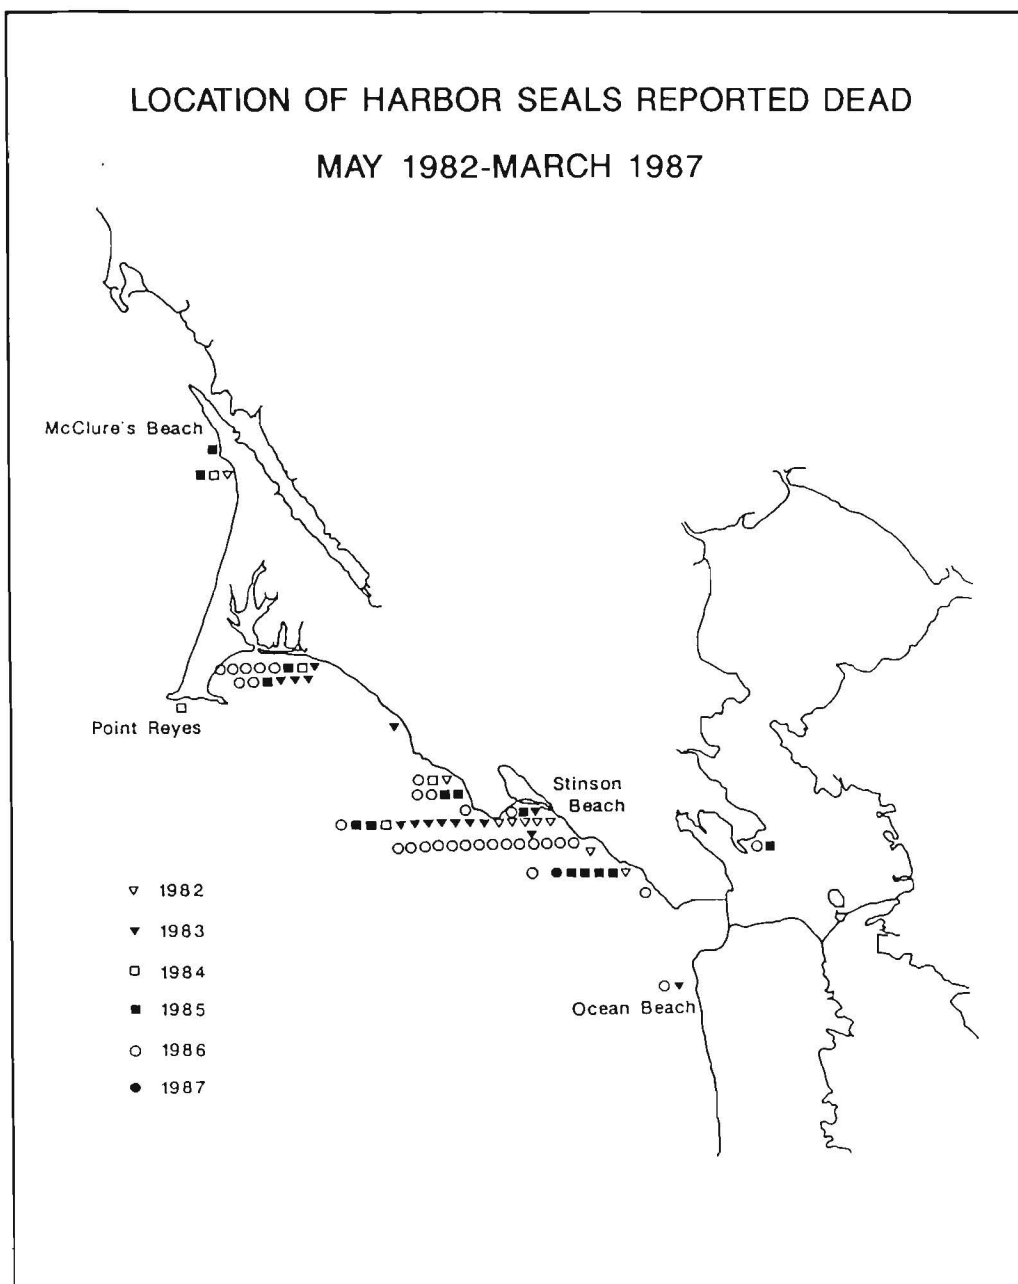 LOCATION OF HARBOR SEALS REPORTED DEAD
MAY 1982-MARCH 1987
McClure's Beach
Point Reyes
Stinson
Beach
1982
1983
1984
1985
1986
1987
Ocean Beach